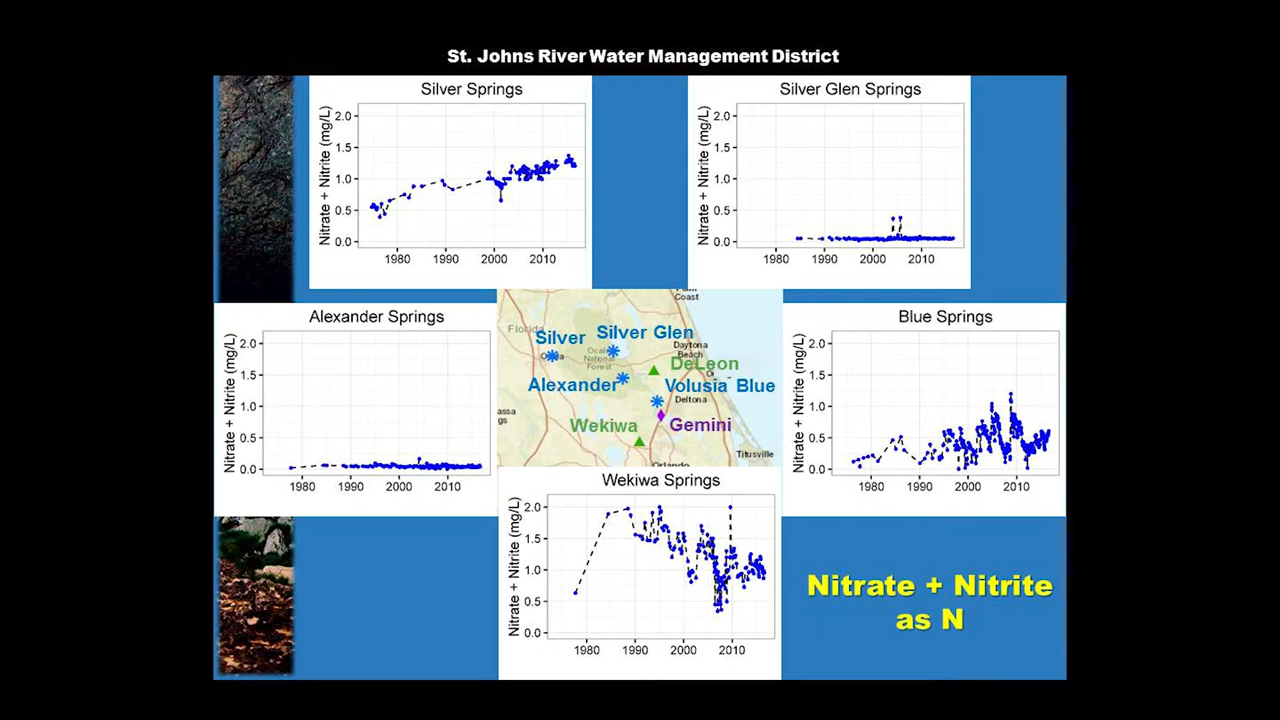 St. Johns River Water Management District
Silver Springs
Nitrate + Nitrite (mg/L)
2.0
1.5
1.0
0.5
0.0
1980 1990 2000 2010
Silver Glen Springs
Nitrate + Nitrite (mg/L)
2.0
1.5
1.0
0.5
0.0
1980 1990 2000 2010
Alexander Springs
Nitrate + Nitrite (mg/L)
2.0
1.5
1.0
0.5
0.0
1980 1990 2000 2010
Coast
Florida
Silver
Silver Glen
Ocala
National
Forest
Daytona
Beach
DeLeon
Alexander
Volusia Blue
Deltona
Wekiwa
Gemini
Titusville
Orlando
Blue Springs
Nitrate + Nitrite (mg/L)
2.0
1.5
1.0
0.5
0.0
1980 1990 2000 2010
Wekiwa Springs
Nitrate + Nitrite (mg/L)
2.0
1.5
1.0
0.5
0.0
1980 1990 2000 2010
Nitrate + Nitrite
as N